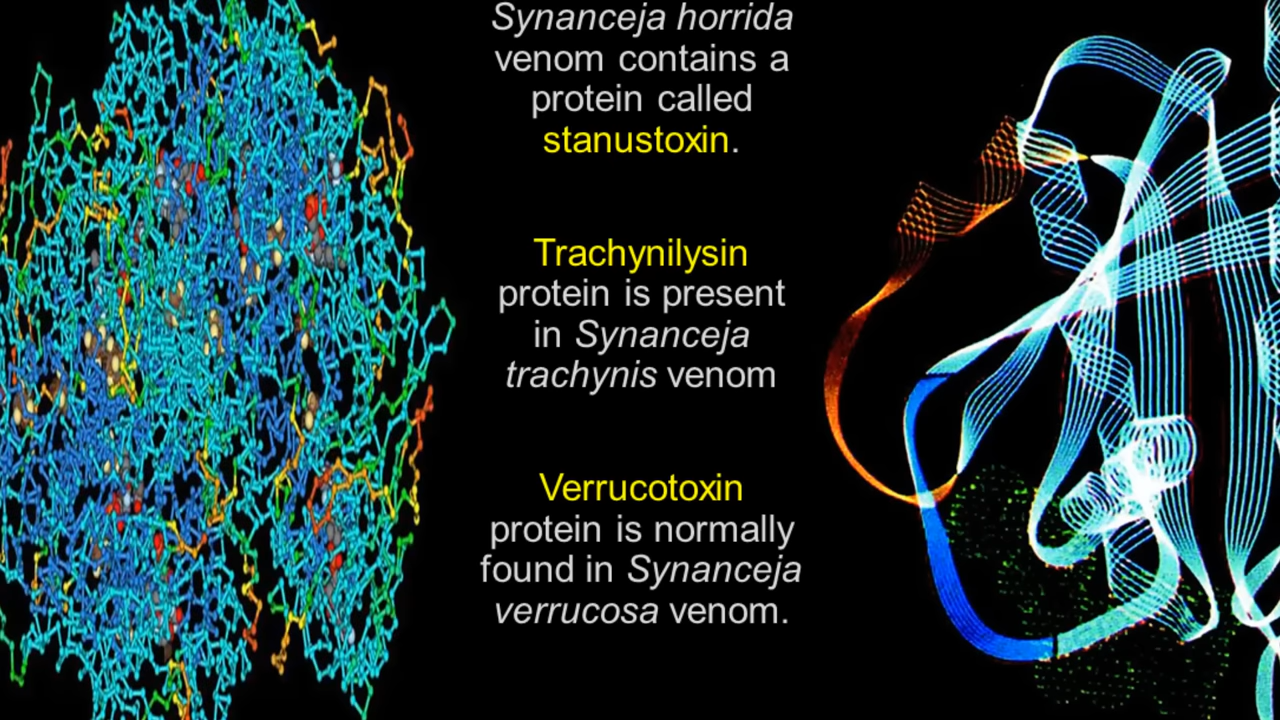 Synanceja horrida
venom contains a
protein called
stanustoxin.
Trachynilysin
protein is present
in Synanceja
trachynis venom
Verrucotoxin
protein is normally
found in Synanceja
verrucosa venom.